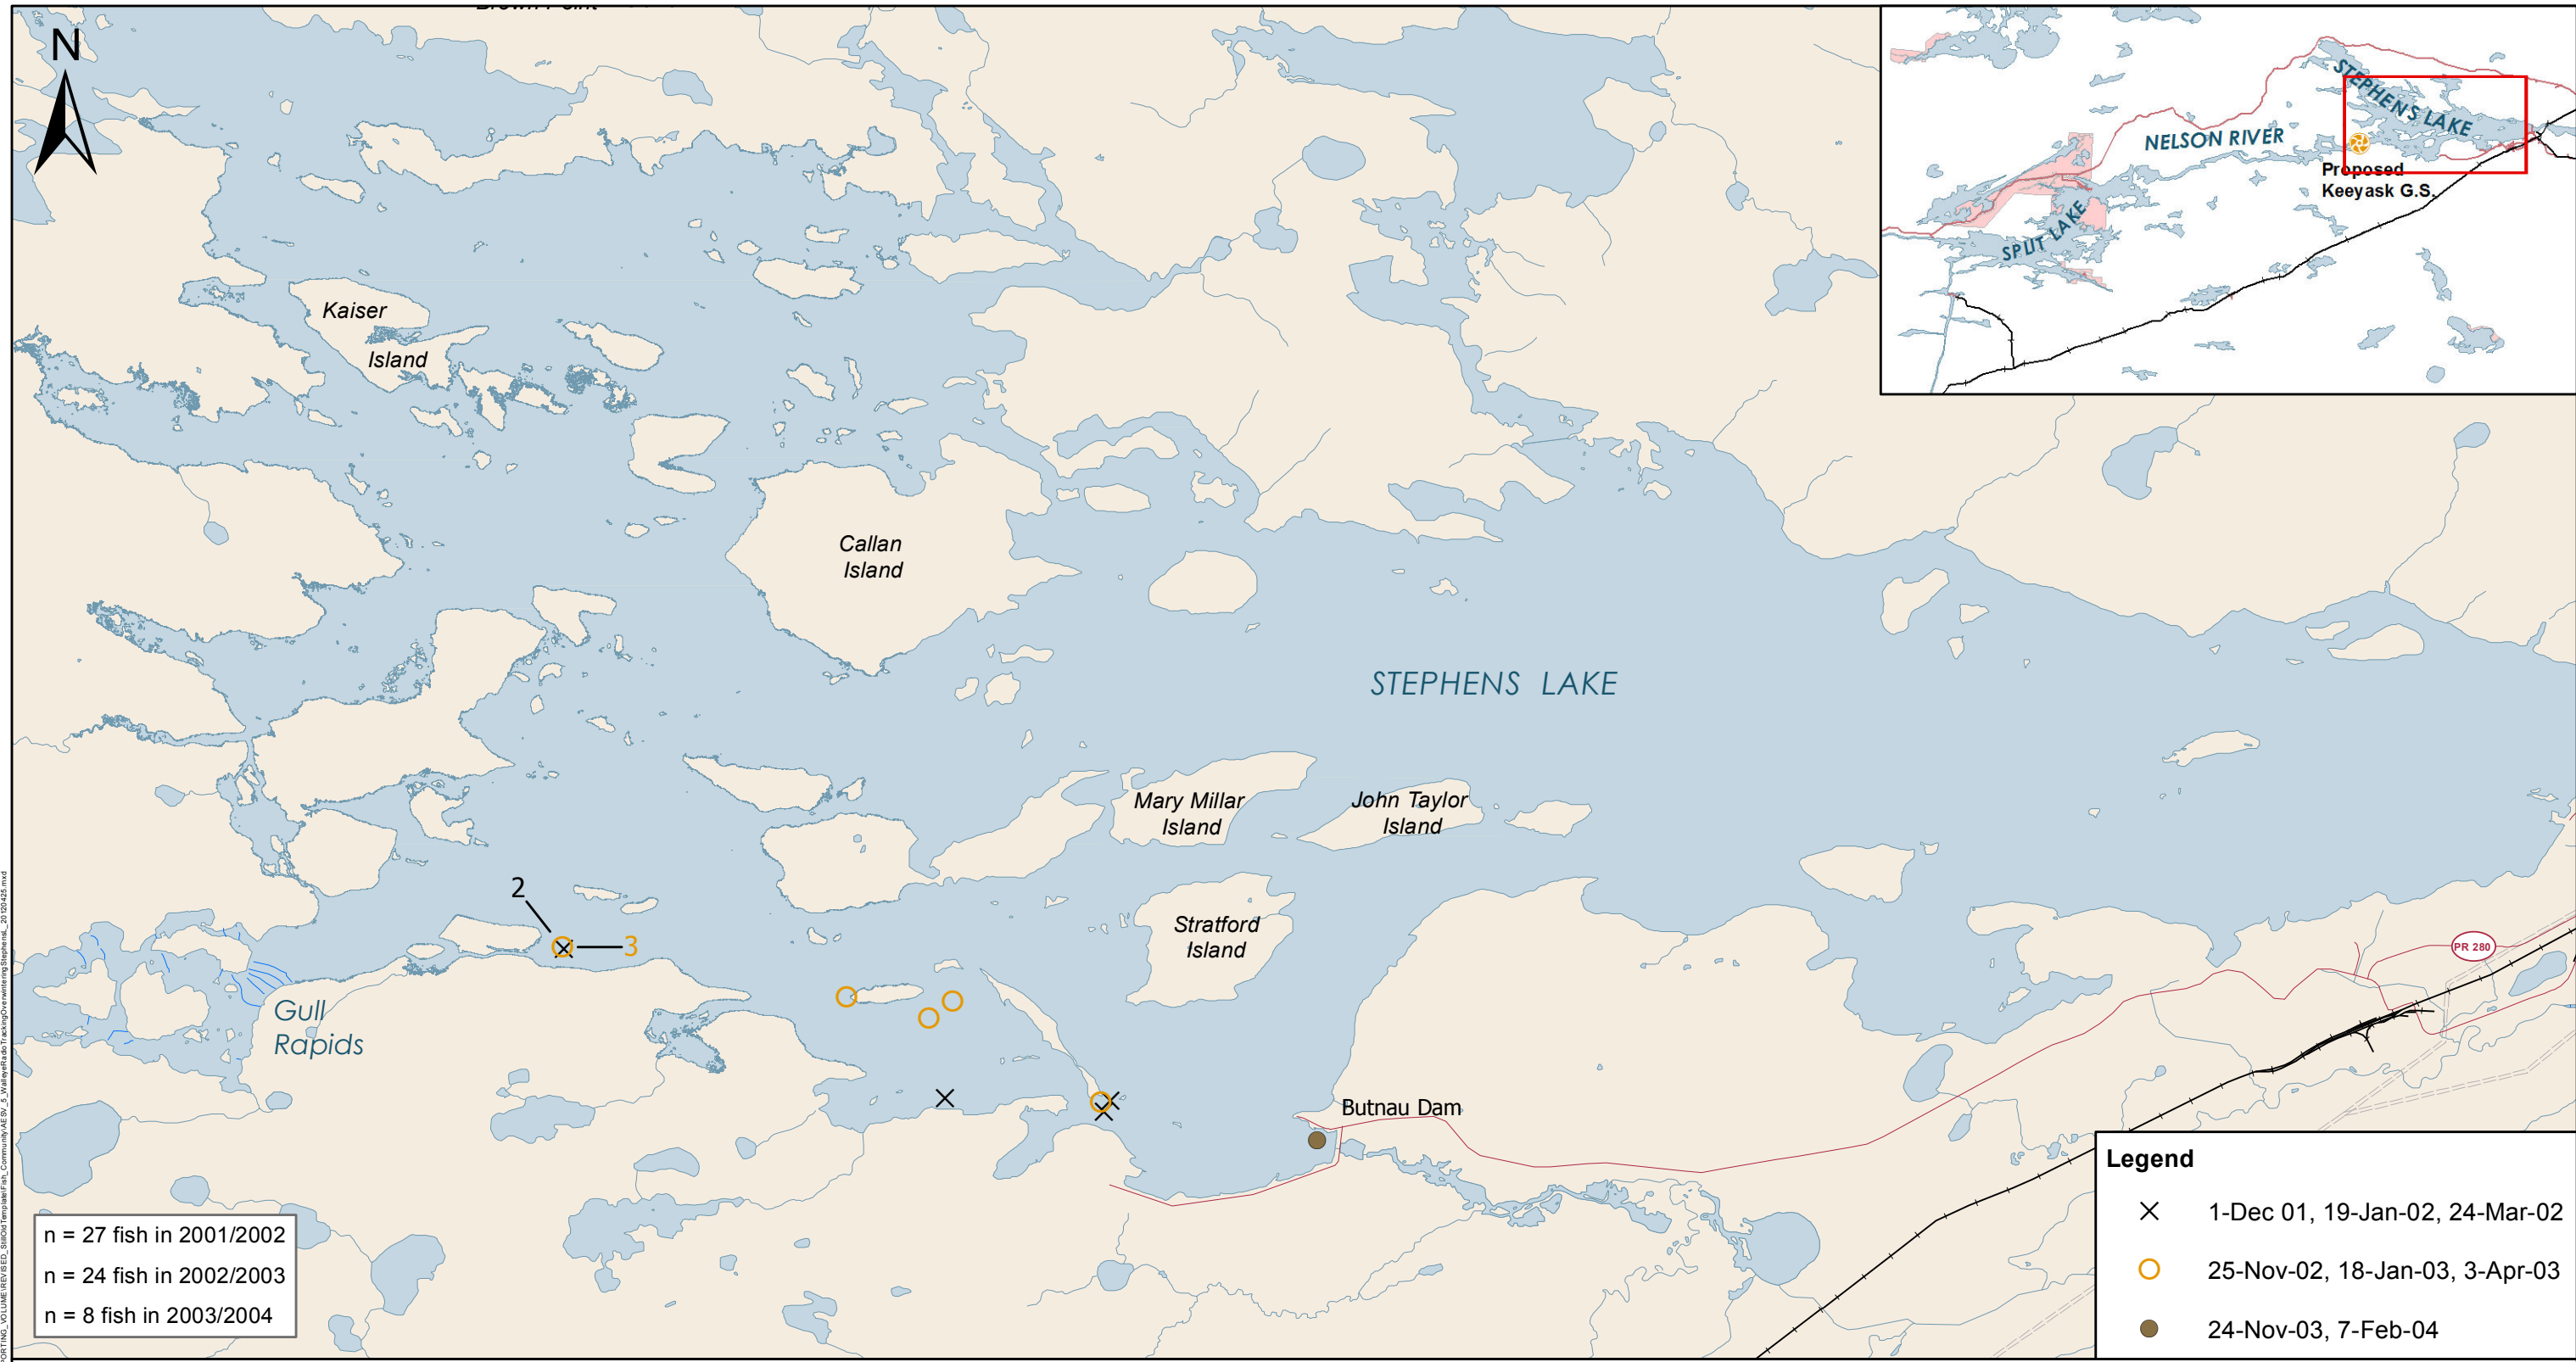 N
Kaiser
Island
Callan
Island
STEPHENS LAKE
Mary Millar
Island
John Taylor
Island
Stratford
Island
2
3
Gull
Rapids
Butnau Dam
PR 280
STEPHENS LAKE
NELSON RIVER
Proposed
Keeyask G.S.
SPLIT LAKE
n = 27 fish in 2001/2002
n = 24 fish in 2002/2003
n = 8 fish in 2003/2004
Legend
1-Dec 01, 19-Jan-02, 24-Mar-02
25-Nov-02, 18-Jan-03, 3-Apr-03
24-Nov-03, 7-Feb-04